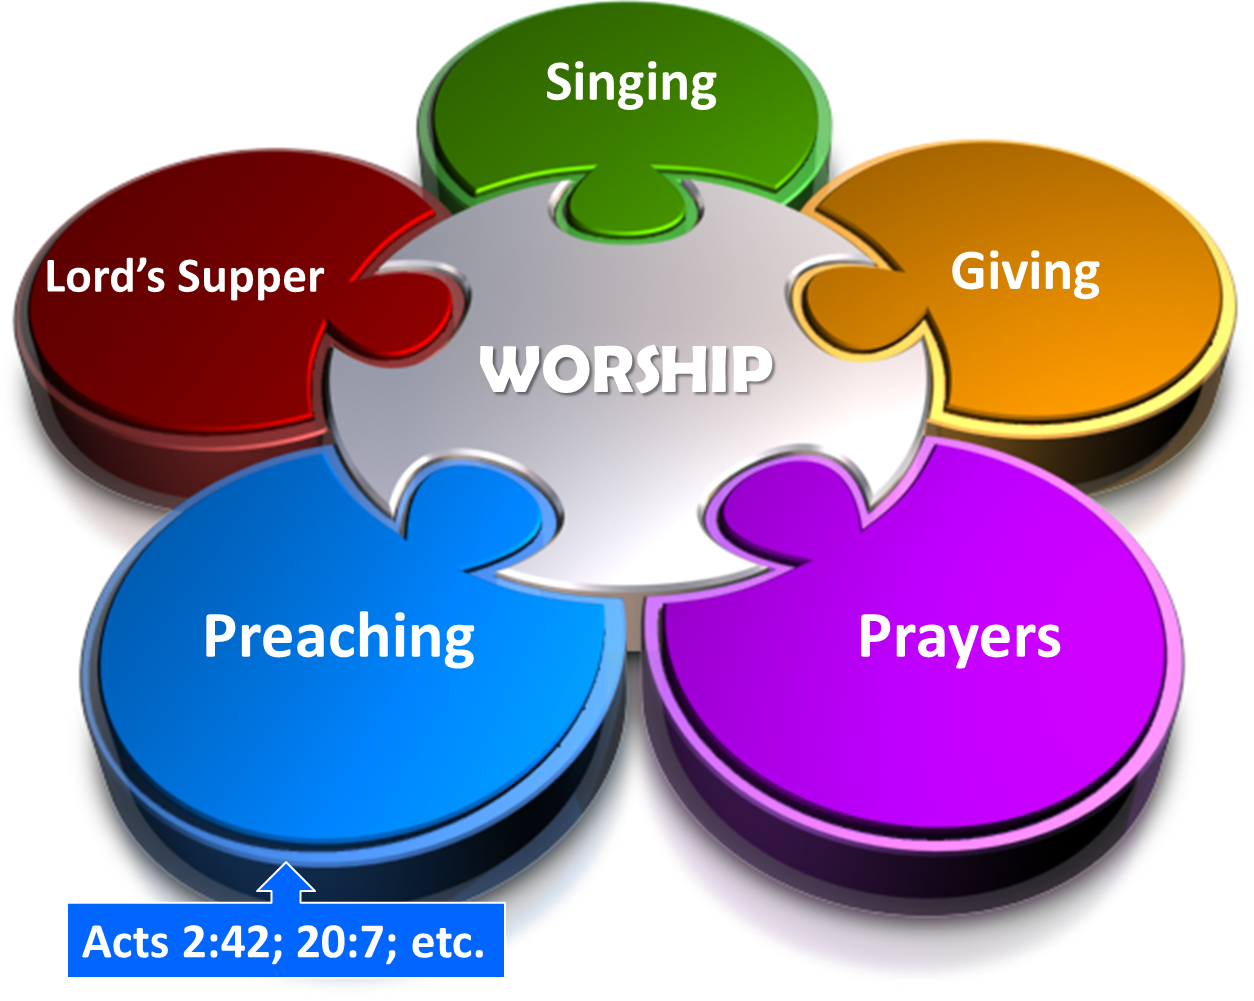 Singing
Lord’s Supper
Giving
WORSHIP
Preaching
Prayers
Acts 2:42; 20:7; etc.